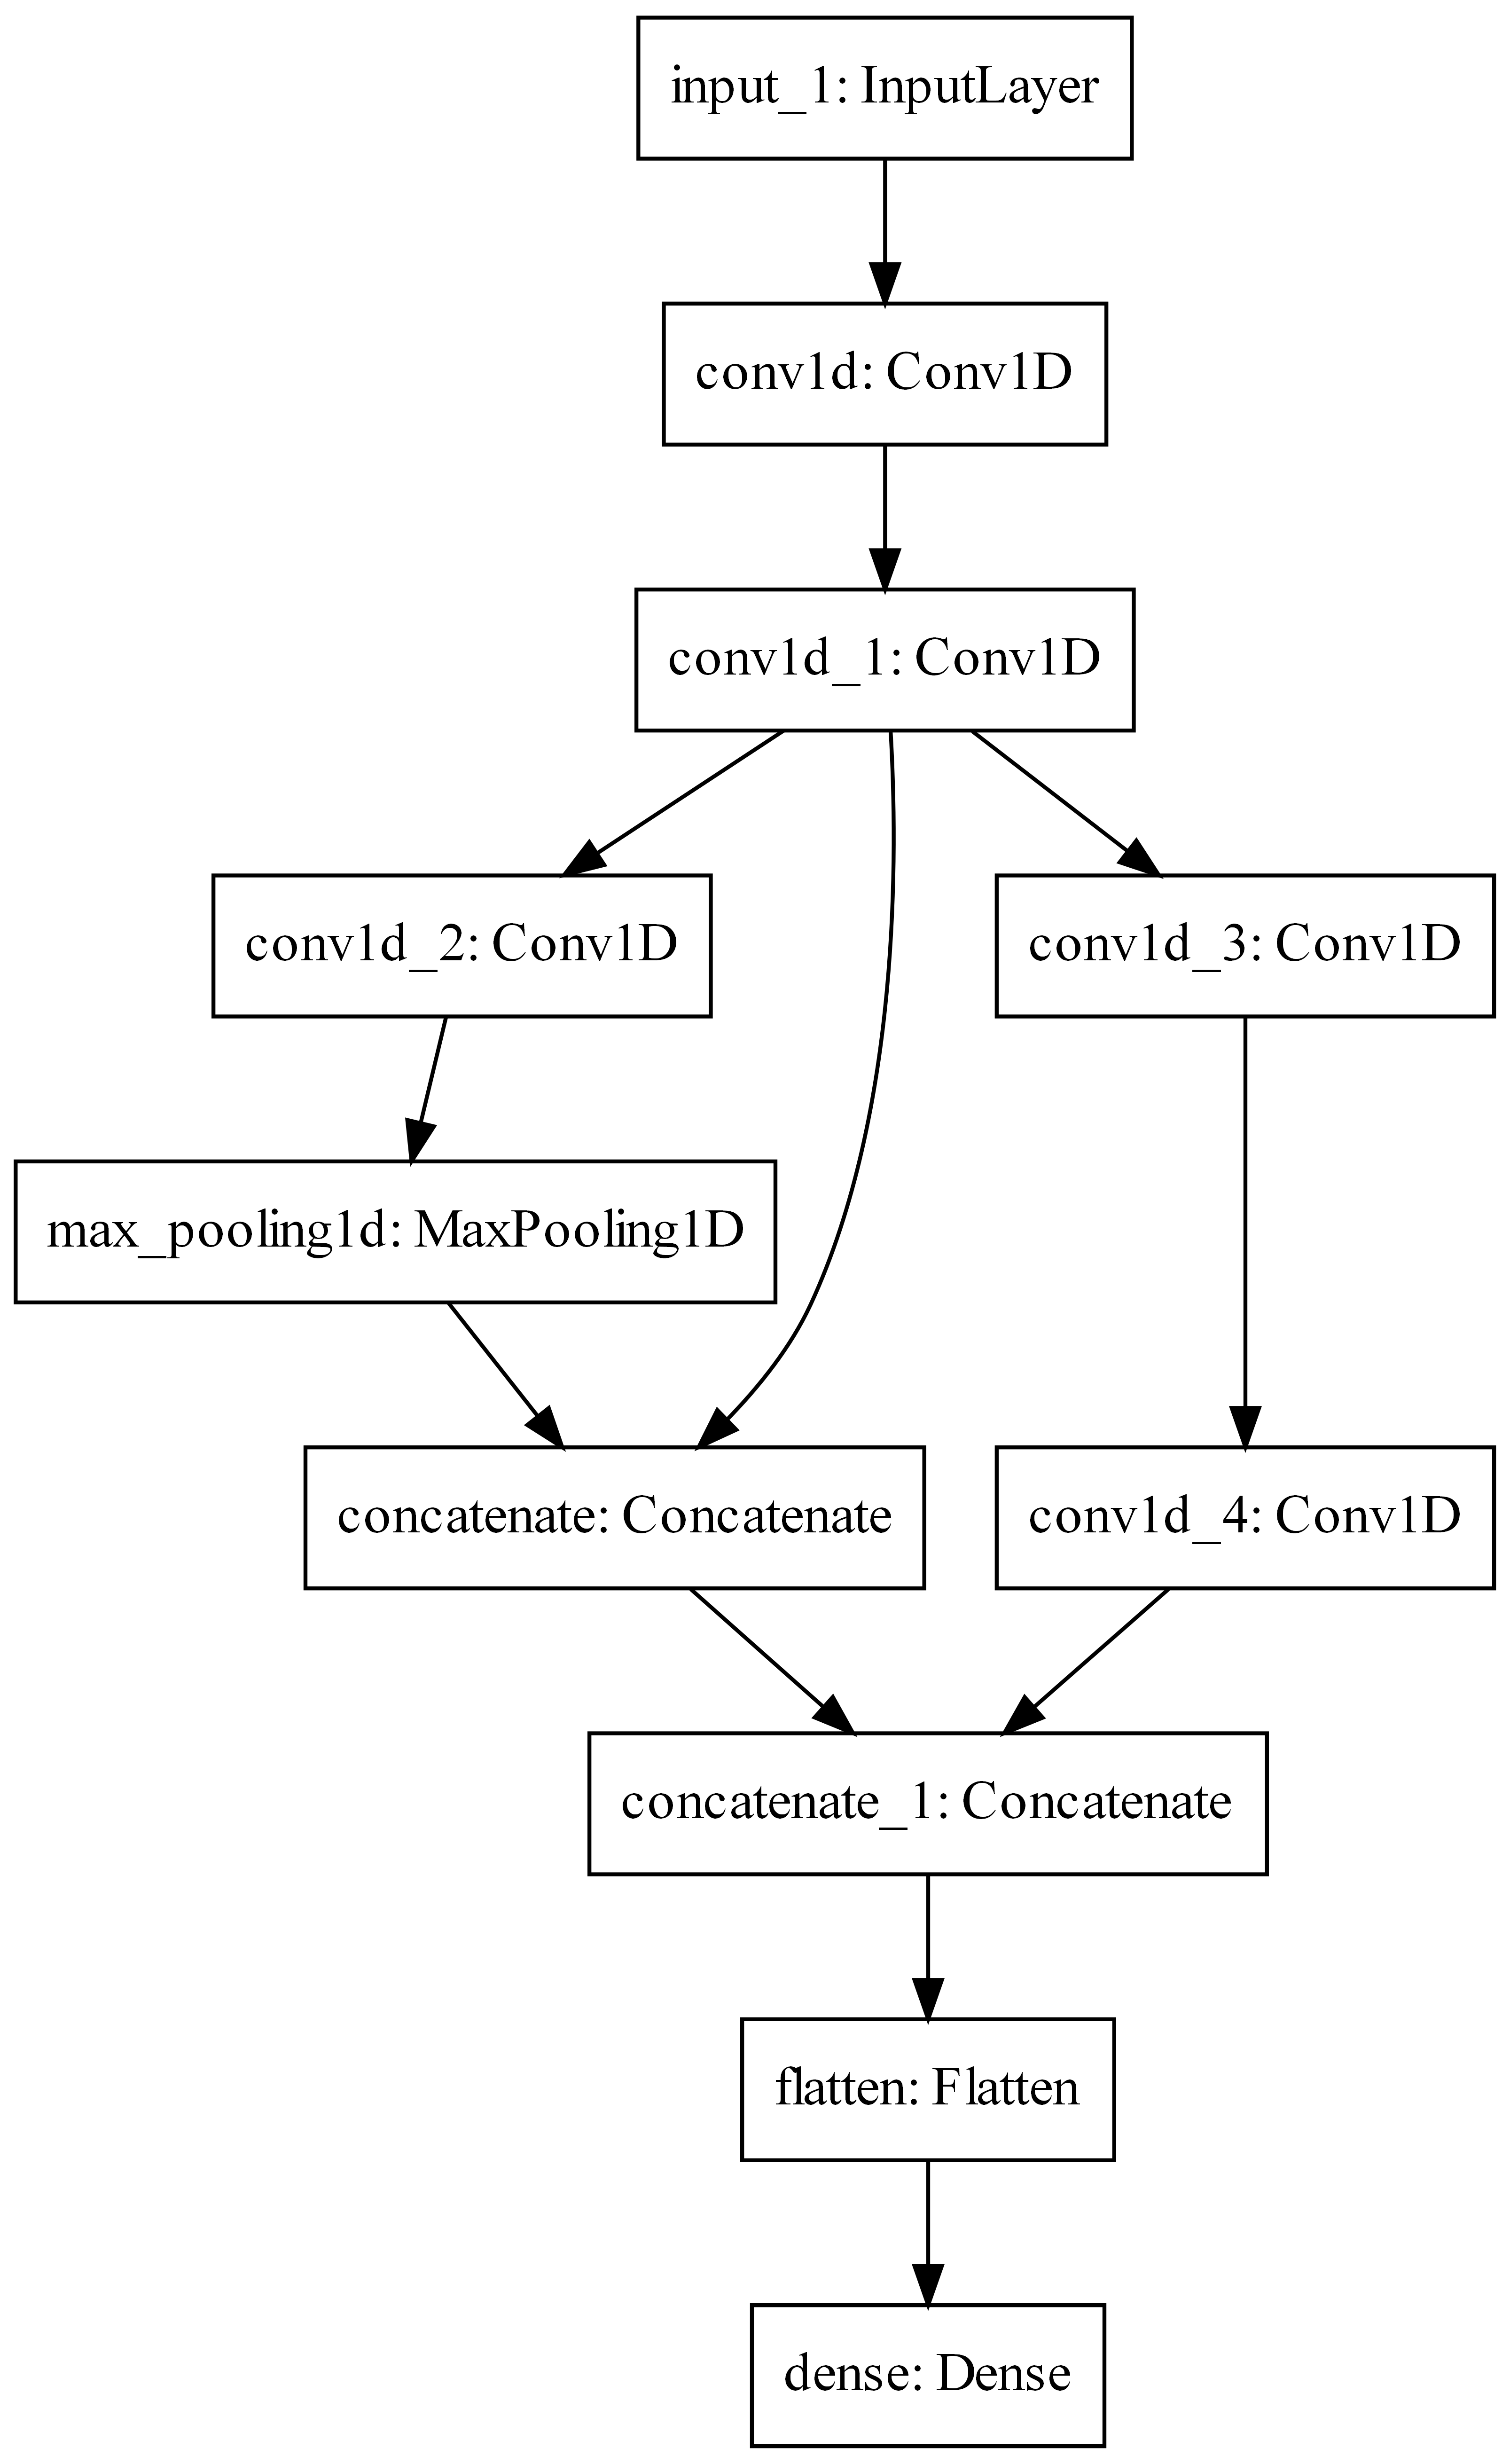 input_1: InputLayer
conv1d: Conv1D
conv1d_1: Conv1D
conv1d_2: Conv1D
conv1d_3: Conv1D
max_pooling1d: MaxPooling1D
concatenate: Concatenate
conv1d_4: Conv1D
concatenate_1: Concatenate
flatten: Flatten
dense: Dense